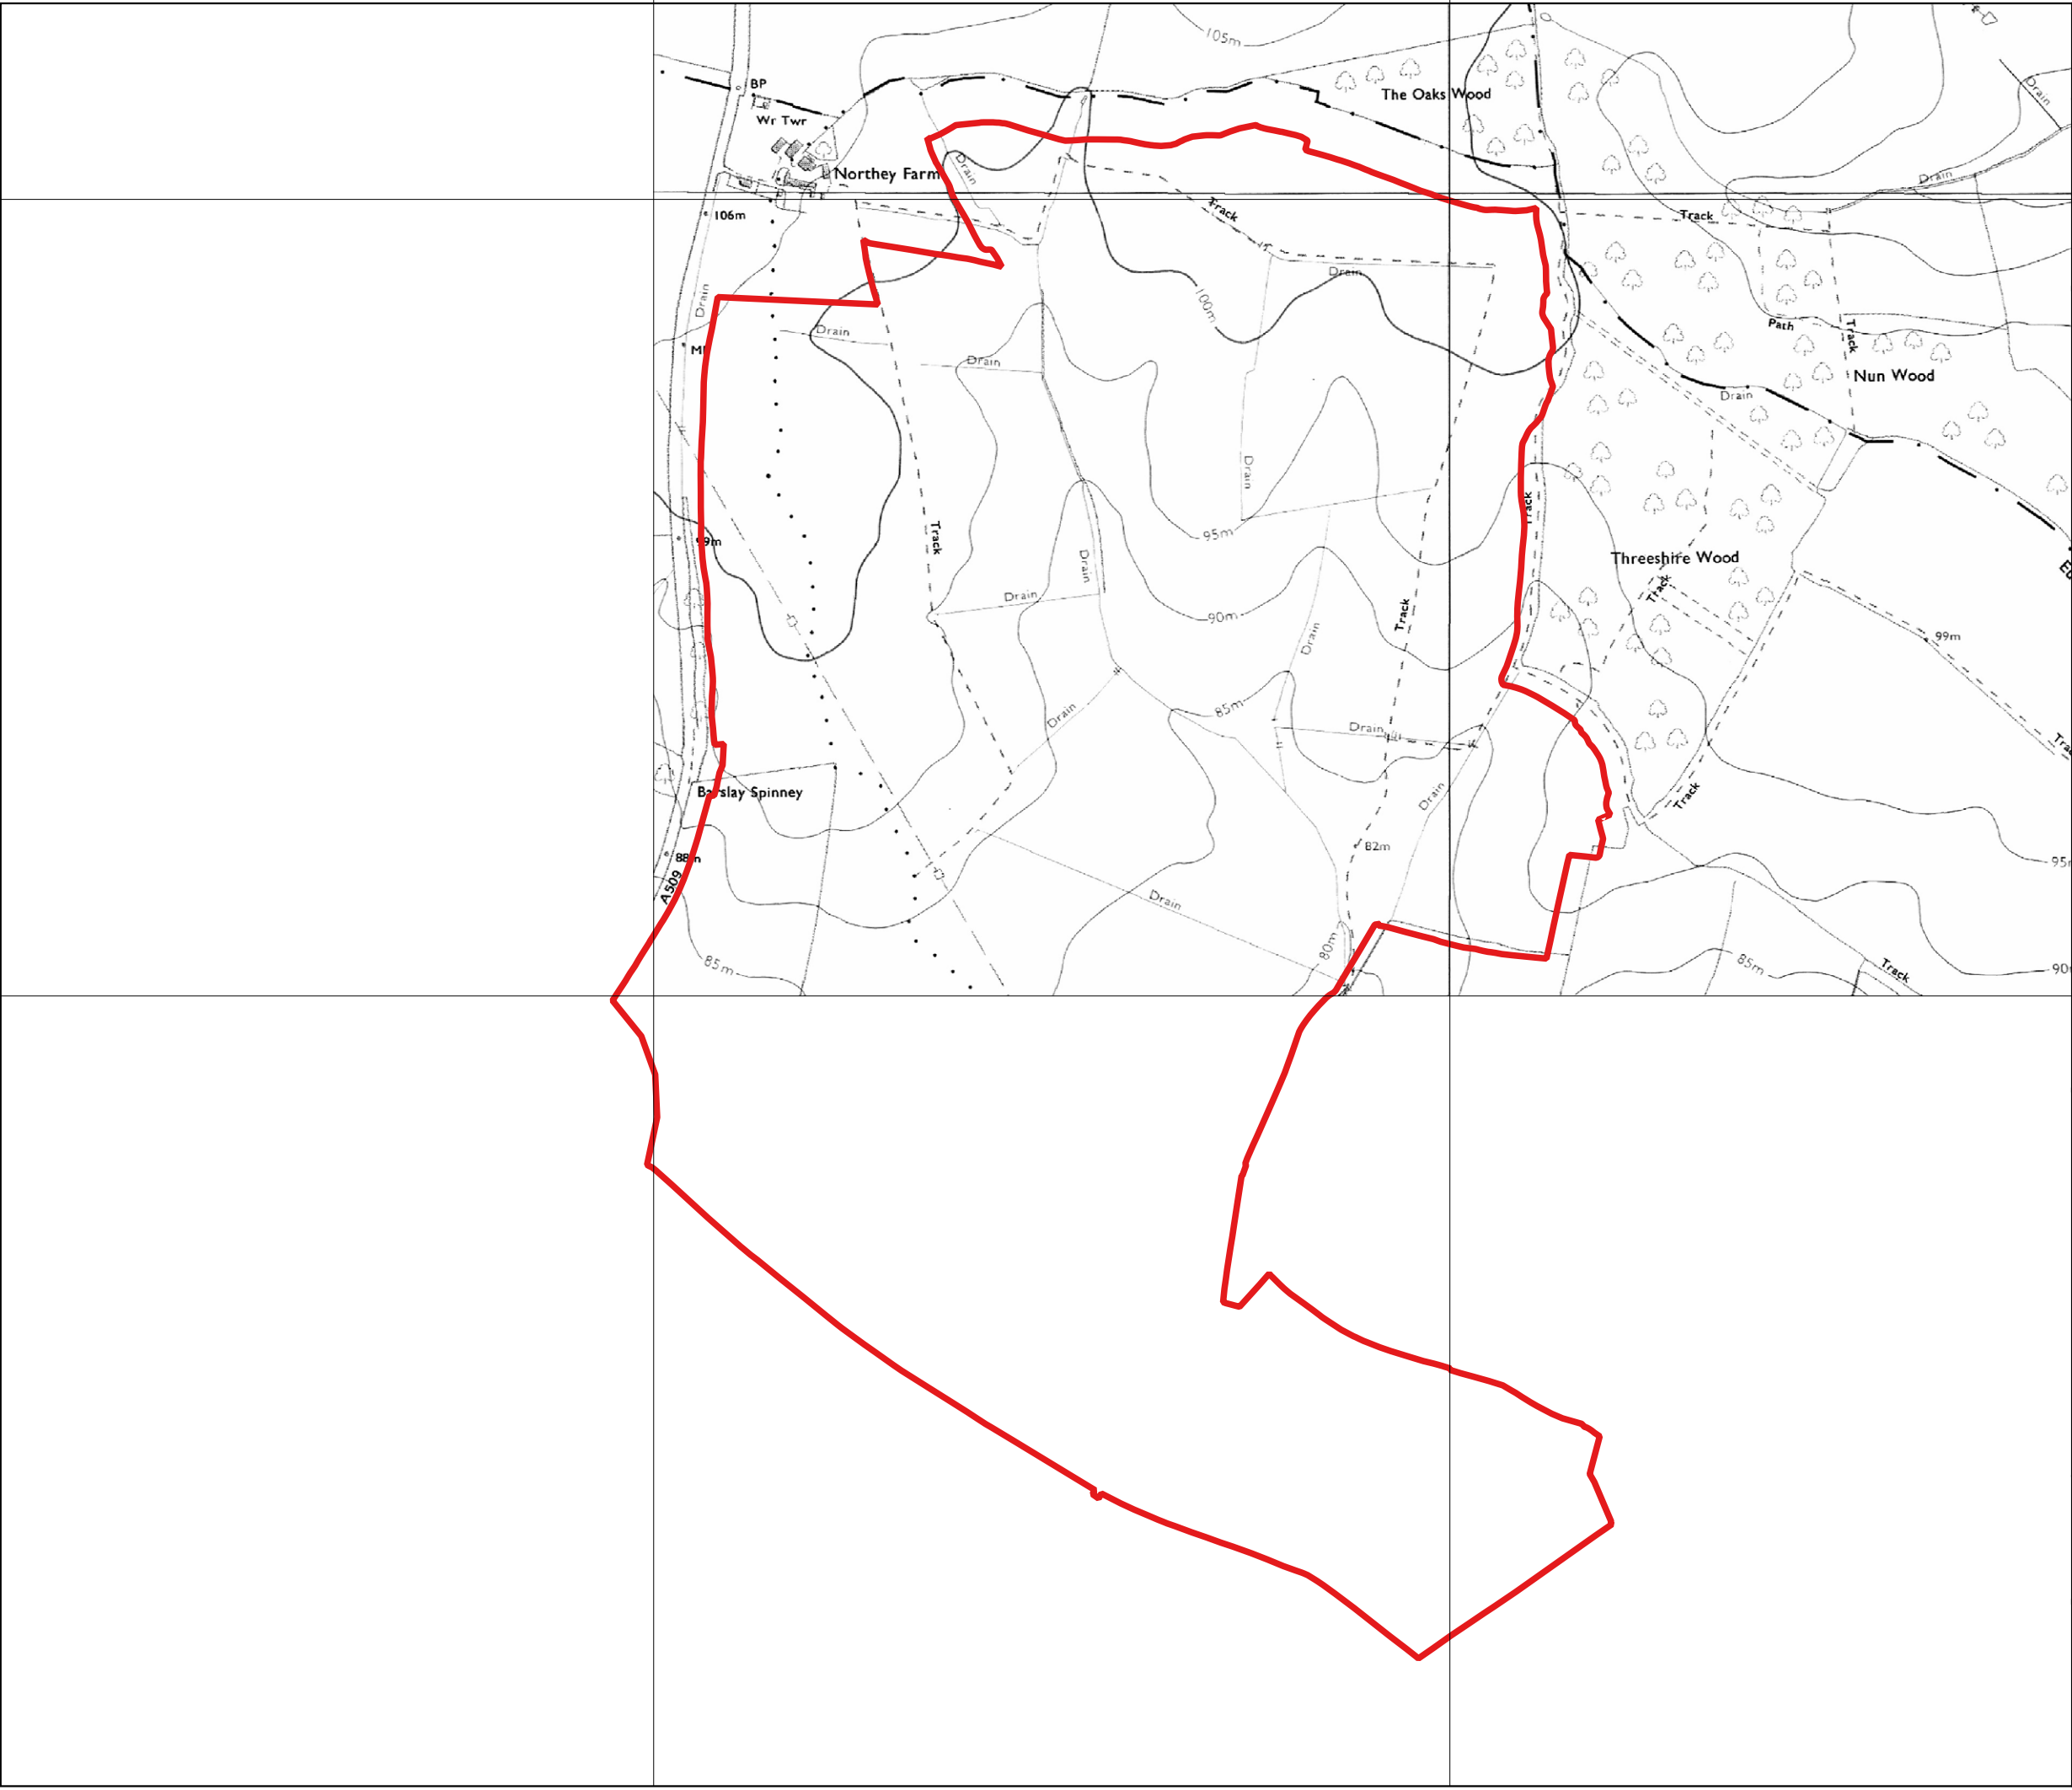 105m
BP
The Oaks Wood
Drain
Wr Twr
Northey Farm
Drain
Drain
106m
Track
Track
Drain
Drain
100m
Path
Track
Drain
Drain
Nun Wood
Drain
Drain
Track
Track
95m
99m
Drain
Threeshire Wood
Track
Drain
90m
Track
Drain
99m
85m
Drain
Drain
Track
Barslay Spinney
Drain
Track
82m
88m
95m
A509
Drain
80m
85m
85m
Track
90